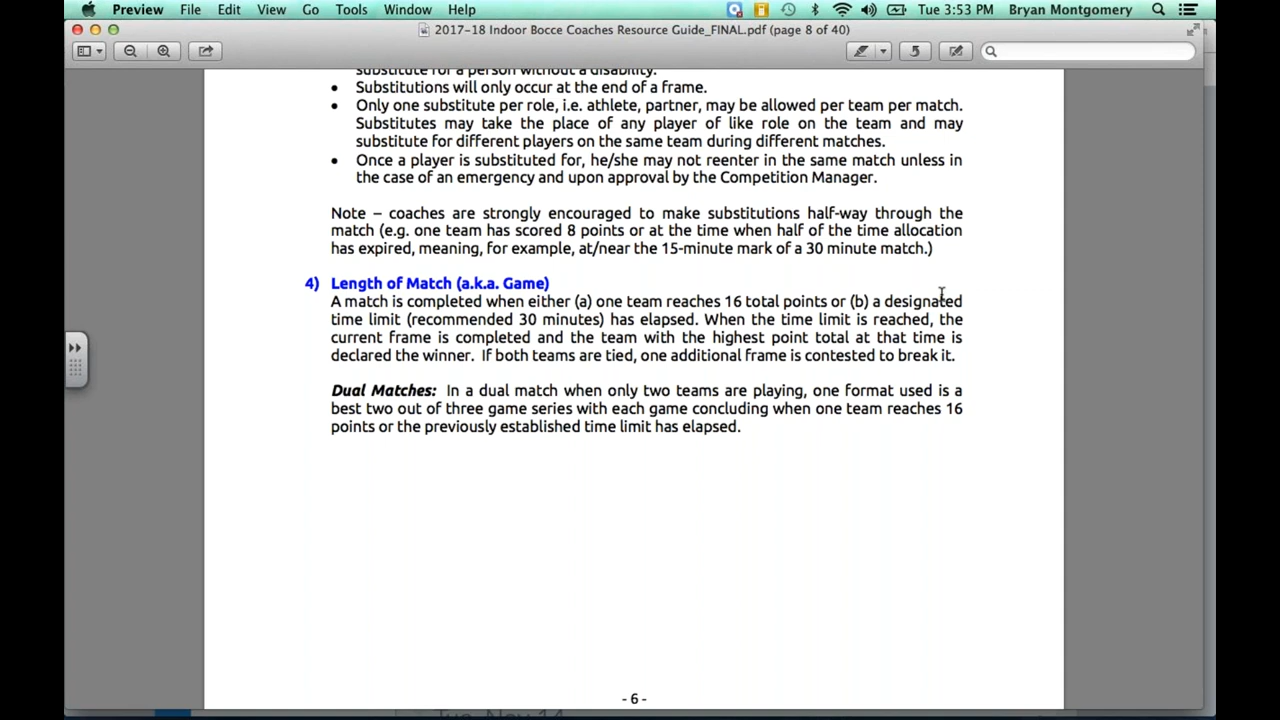 Preview File Edit View Go Tools Window Help Tue 3:53 PM Bryan Montgomery
2017-18 Indoor Bocce Coaches Resource Guide_FINAL.pdf (page 8 of 40)
substitute for a person without a disability.
• Substitutions will only occur at the end of a frame.
• Only one substitute per role, i.e. athlete, partner, may be allowed per team per match.
Substitutes may take the place of any player of like role on the team and may
substitute for different players on the same team during different matches.
• Once a player is substituted for, he/she may not reenter in the same match unless in
the case of an emergency and upon approval by the Competition Manager.
Note – coaches are strongly encouraged to make substitutions half-way through the
match (e.g. one team has scored 8 points or at the time when half of the time allocation
has expired, meaning, for example, at/near the 15-minute mark of a 30 minute match.)
4) Length of Match (a.k.a. Game)
A match is completed when either (a) one team reaches 16 total points or (b) a designated
time limit (recommended 30 minutes) has elapsed. When the time limit is reached, the
current frame is completed and the team with the highest point total at that time is
declared the winner. If both teams are tied, one additional frame is contested to break it.
Dual Matches: In a dual match when only two teams are playing, one format used is a
best two out of three game series with each game concluding when one team reaches 16
points or the previously established time limit has elapsed.
- 6 -
Tue, Nov 14